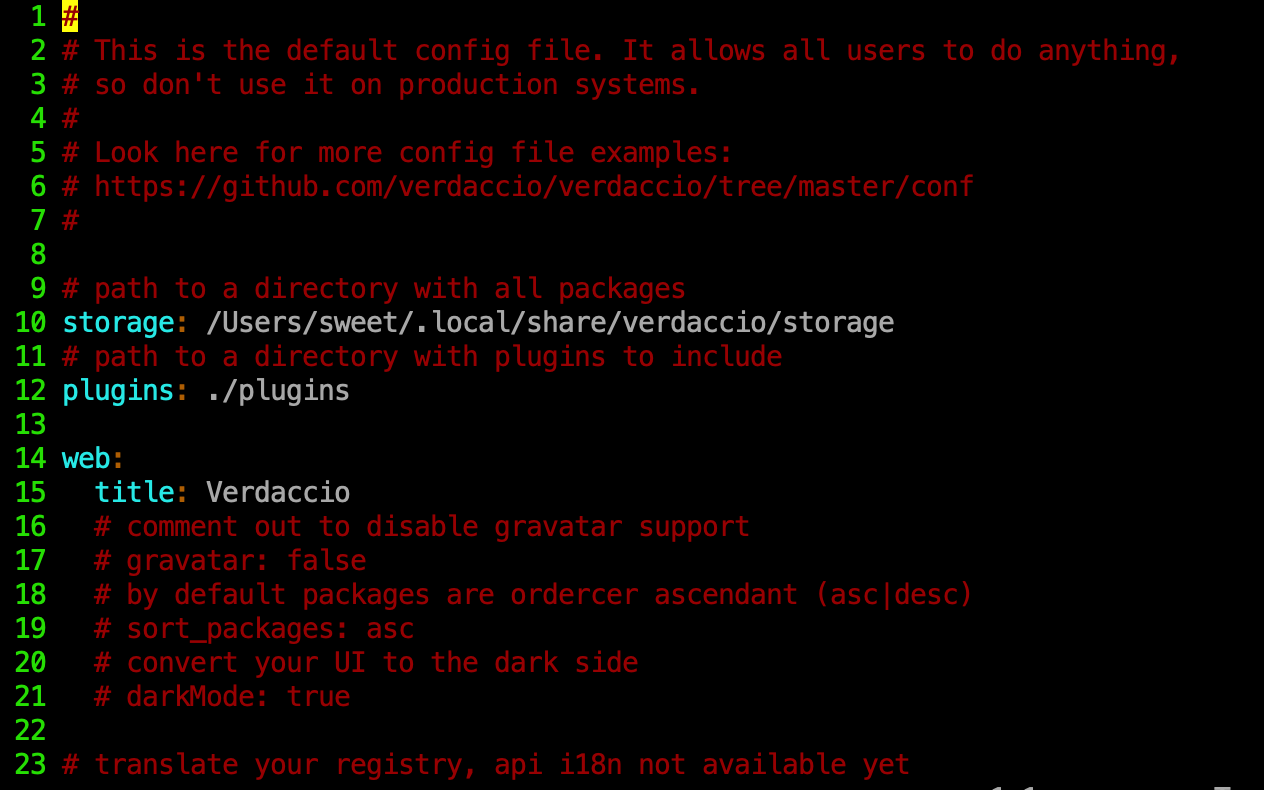 1 #
2 # This is the default config file. It allows all users to do anything,
3 # so don't use it on production systems.
4 #
5 # Look here for more config file examples:
6 # https://github.com/verdaccio/verdaccio/tree/master/conf
7 #
8
9 # path to a directory with all packages
10 storage: /Users/sweet/.local/share/verdaccio/storage
11 # path to a directory with plugins to include
12 plugins: ./plugins
13
14 web:
15   title: Verdaccio
16   # comment out to disable gravatar support
17   # gravatar: false
18   # by default packages are ordercer ascendant (asc|desc)
19   # sort_packages: asc
20   # convert your UI to the dark side
21   # darkMode: true
22
23 # translate your registry, api i18n not available yet